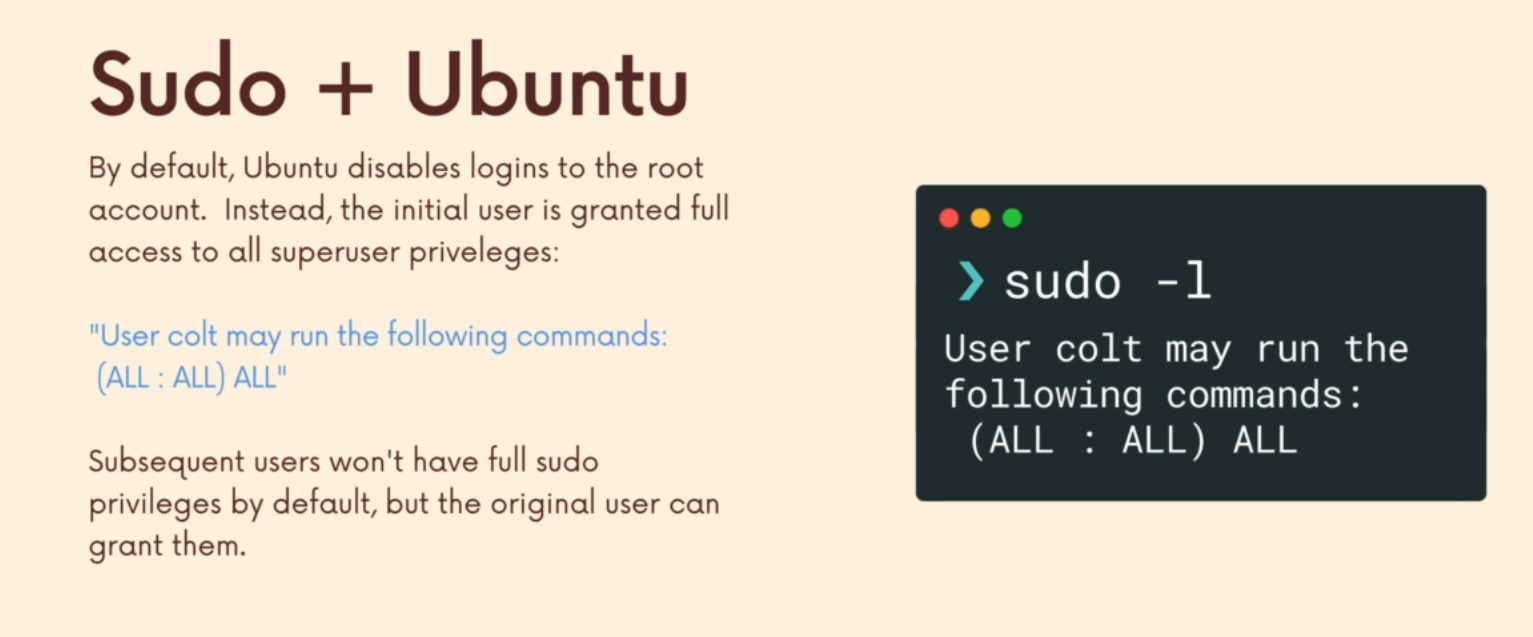 Sudo + Ubuntu
By default, Ubuntu disables logins to the root
account.  Instead, the initial user is granted full
access to all superuser priveleges:
"User colt may run the following commands:
(ALL : ALL) ALL"
Subsequent users won't have full sudo
privileges by default, but the original user can
grant them.
❯ sudo -l
User colt may run the
following commands:
(ALL : ALL) ALL